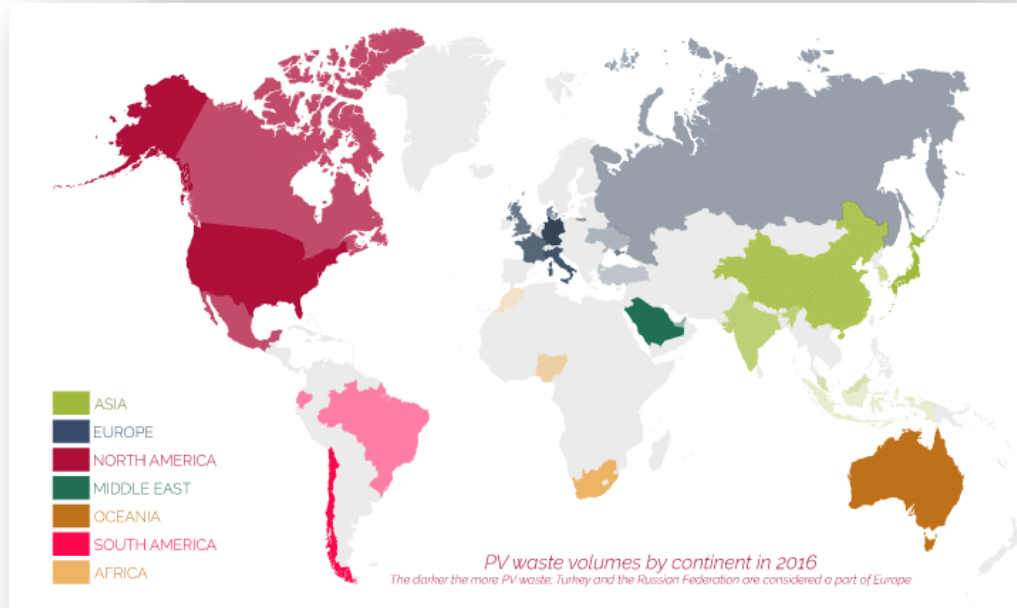 ASIA
EUROPE
NORTH AMERICA
MIDDLE EAST
OCEANIA
SOUTH AMERICA
AFRICA
PV waste volumes by continent in 2016
The darker the more PV waste; Turkey and the Russian Federation are considered a part of Europe